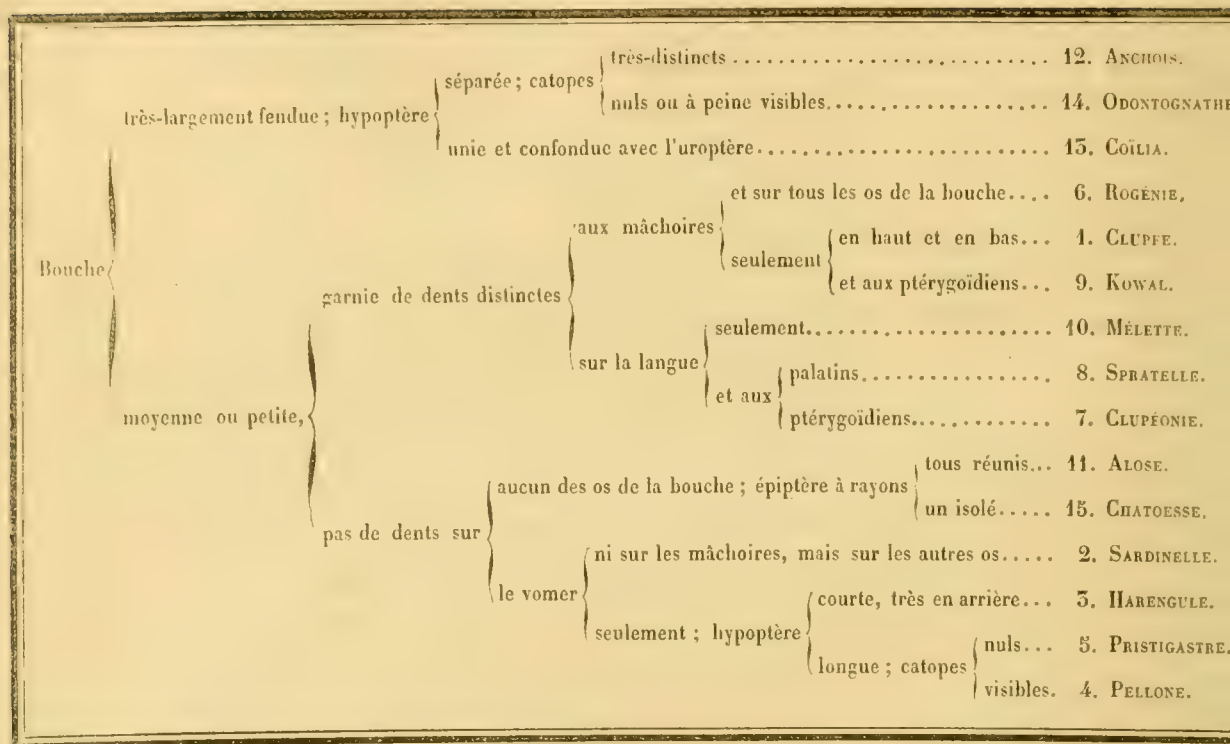 très-distincts ........ 12. ANCHOIS.
séparée ; catopes
nuls ou à peine visibles........ 14. ODONTOGNATHE
très-largement fendue ; hypoptère
unie et confondue avec l'uroptère........ 13. COÏLIA.
et sur tous les os de la bouche.... 6. ROGÉNIE.
aux mâchoires
en haut et en bas... 1. CLUPÉE.
seulement
Bouche
et aux ptérygoïdiens... 9. KOWAL.
garnie de dents distinctes
seulement........ 10. MÉLETTE.
sur la langue
palatins........ 8. SPRATELLE.
et aux
moyenne ou petite,
ptérygoïdiens........ 7. CLUPÉONIE.
tous réunis... 11. ALOSE.
aucun des os de la bouche ; épiptère à rayons
un isolé..... 15. CHATOESSE.
pas de dents sur
ni sur les mâchoires, mais sur les autres os..... 2. SARDINELLE.
le vomer
courte, très en arrière... 3. HARENGULE.
seulement ; hypoptère
nuls... 5. PRISTIGASTRE.
longue ; catopes
visibles. 4. PELLONE.